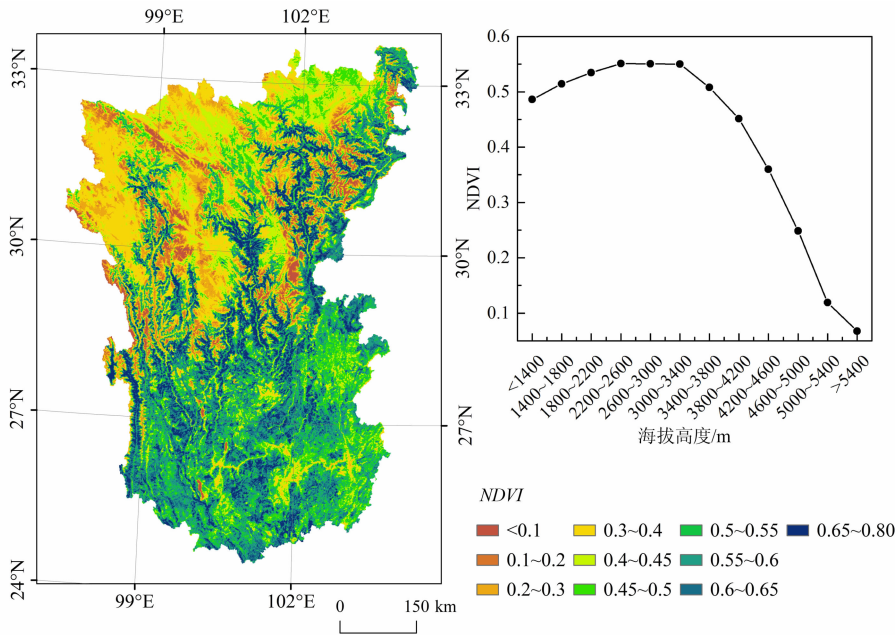 99°E
102°E
33°N
30°N
27°N
24°N
33°N
30°N
27°N
99°E
102°E
0
150 km
0.6
0.5
0.4
0.3
0.2
0.1
NDVI
<1400
1400~1800
1800~2200
2200~2600
2600~3000
3000~3400
3400~3800
3800~4200
4200~4600
4600~5000
5000~5400
>5400
海拔高度/m
NDVI
<0.1
0.3~0.4
0.5~0.55
0.65~0.80
0.1~0.2
0.4~0.45
0.55~0.6
0.2~0.3
0.45~0.5
0.6~0.65